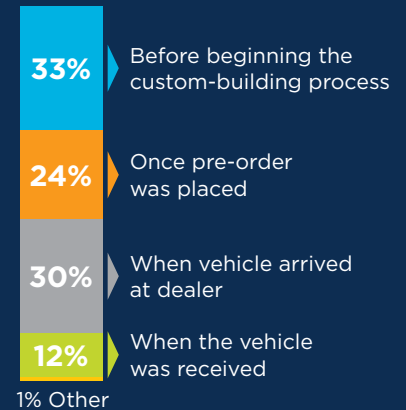 33%
Before beginning the
custom-building process
24%
Once pre-order
was placed
30%
When vehicle arrived
at dealer
12%
When the vehicle
was received
1% Other